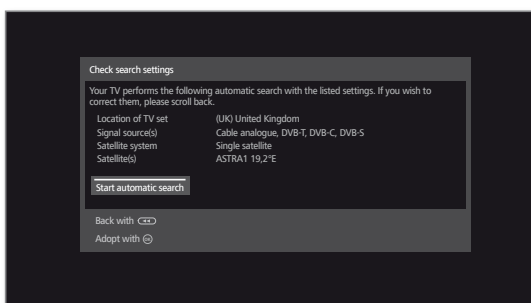 Check search settings
Your TV performs the following automatic search with the listed settings. If you wish to
correct them, please scroll back.
Location of TV set (UK) United Kingdom
Signal source(s) Cable analogue, DVB-T, DVB-C, DVB-S
Satellite system Single satellite
Satellite(s) ASTRA1 19,2°E
Start automatic search
Back with
Adopt with OK